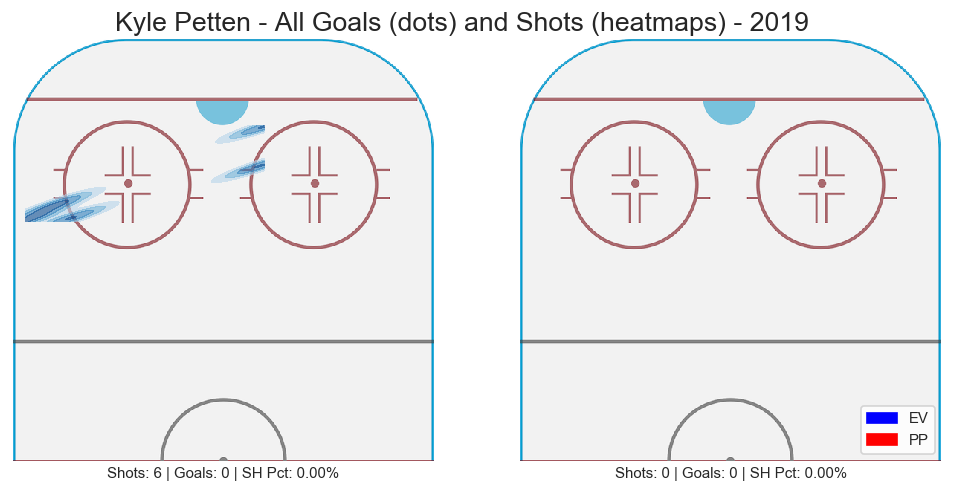 Kyle Petten - All Goals (dots) and Shots (heatmaps) - 2019
EV
PP
Shots: 6 | Goals: 0 | SH Pct: 0.00%
Shots: 0 | Goals: 0 | SH Pct: 0.00%